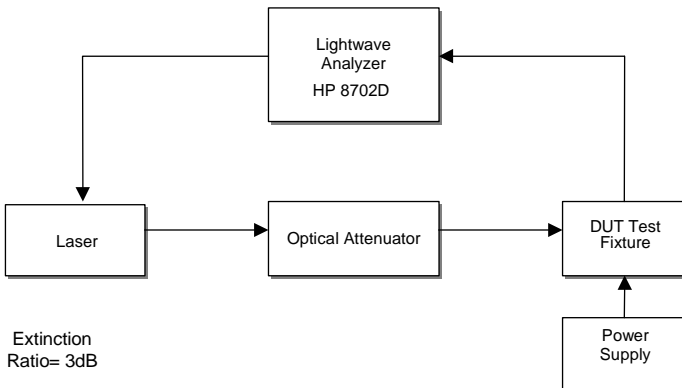 Lightwave
Analyzer
HP 8702D
Laser
Optical Attenuator
DUT Test
Fixture
Extinction
Ratio= 3dB
Power
Supply